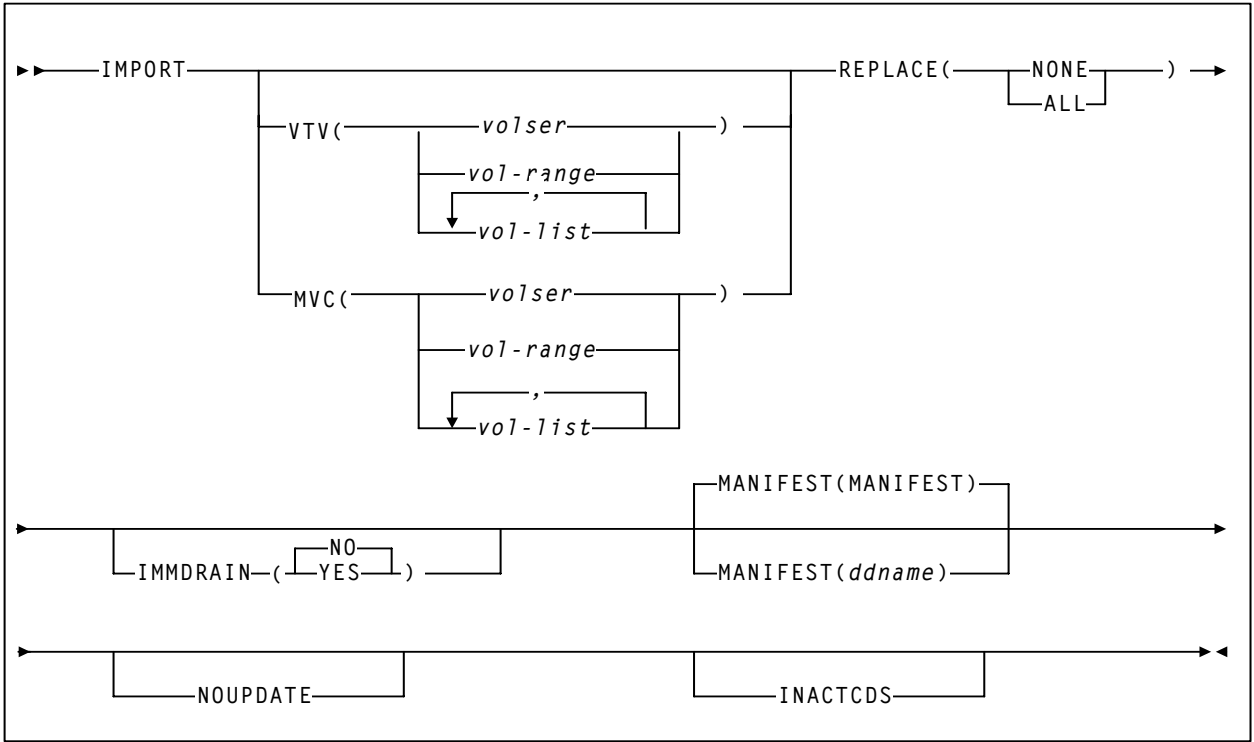 IMPORT REPLACE( NONE )
ALL
VTV( volser )
vol-range
,
vol-list
MVC( volser )
vol-range
,
vol-list
MANIFEST(MANIFEST)
NO
IMMDRAIN ( YES ) MANIFEST(ddname)
NOUPDATE INACTCDS